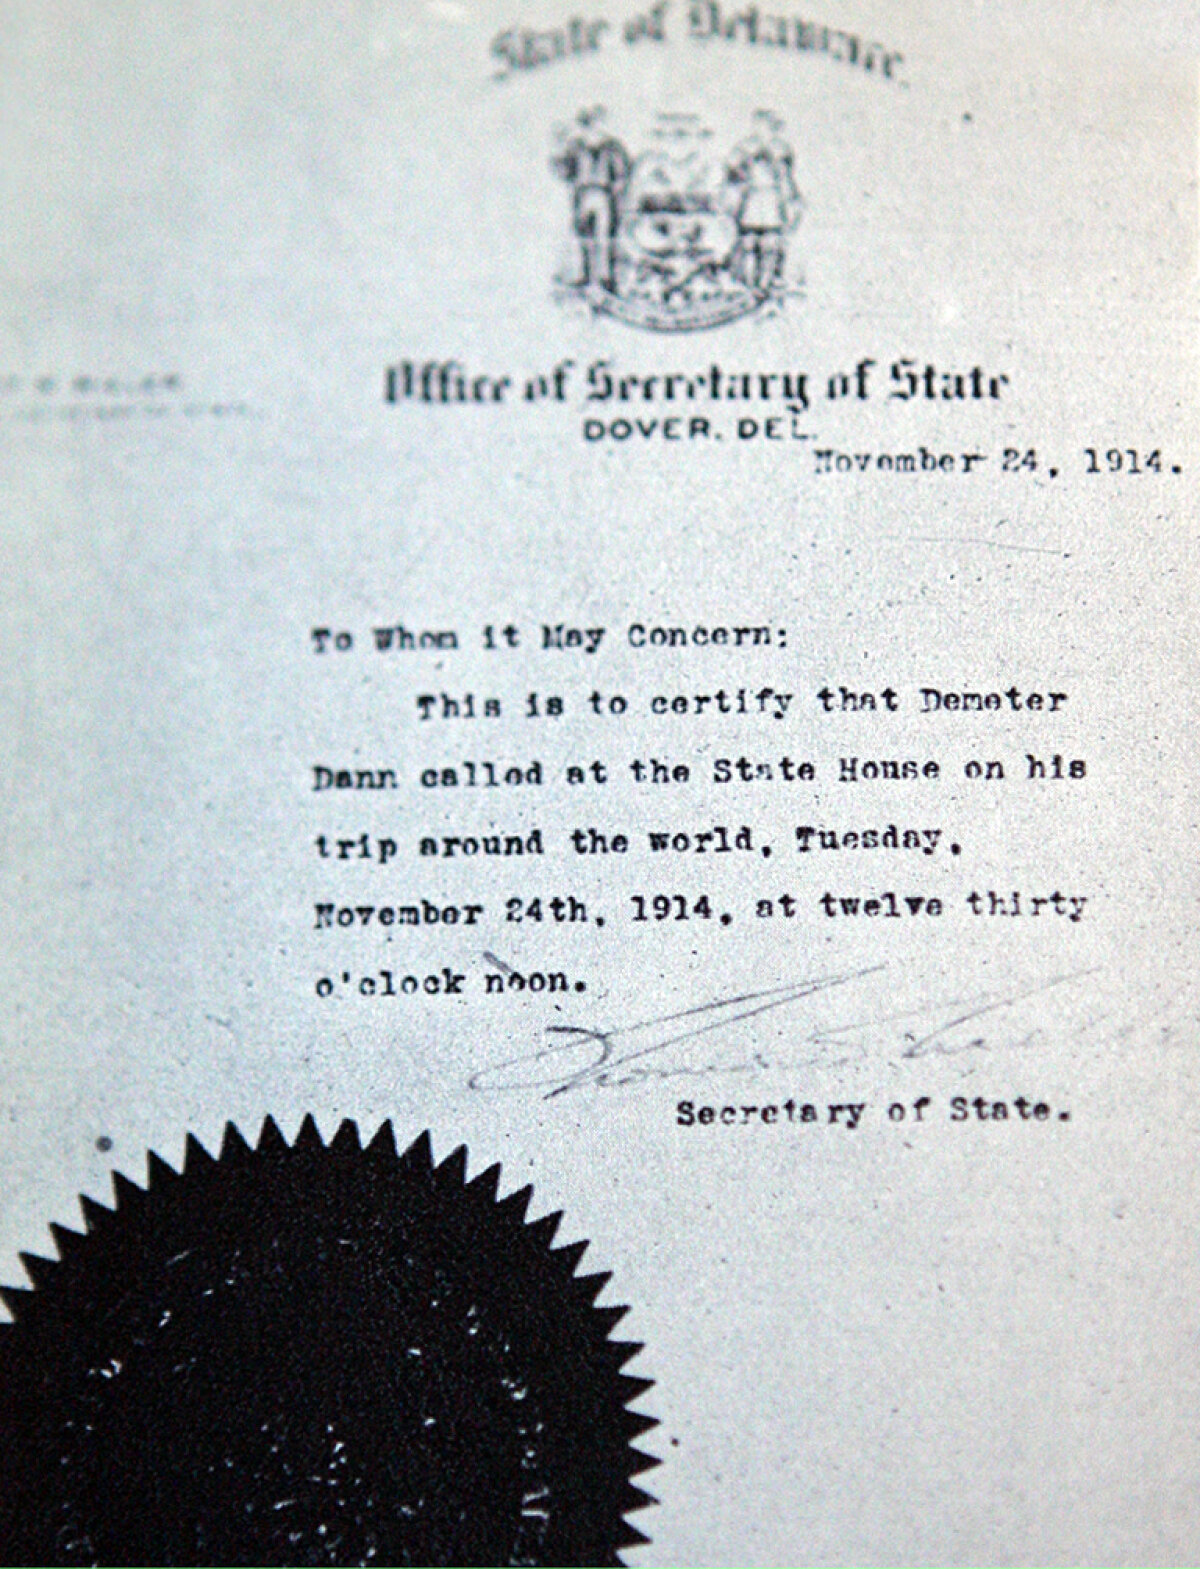 State of Delaware
Office of Secretary of State
DOVER, DEL.
November 24, 1914.
To Whom it May Concern:
This is to certify that Demeter
Dann called at the State House on his
trip around the world, Tuesday,
November 24th, 1914, at twelve thirty
o'clock noon.
Secretary of State.